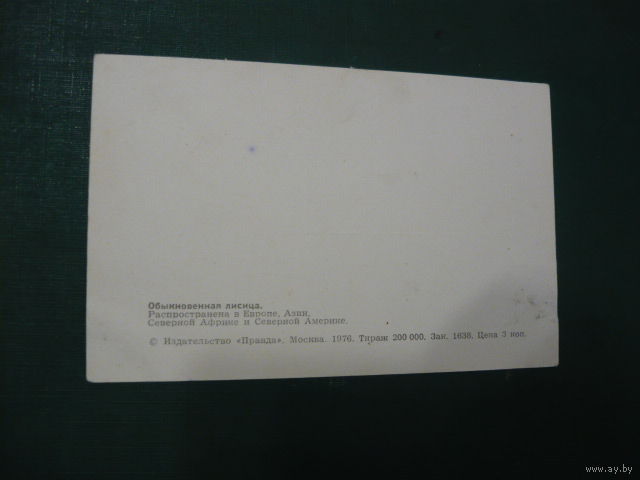 Обыкновенная лисица.
Распространена в Европе, Азии,
Северной Африке и Северной Америке.
© Издательство «Правда». Москва. 1976. Тираж 200 000. Зак. 1638. Цена 3 коп.
www.ay.by